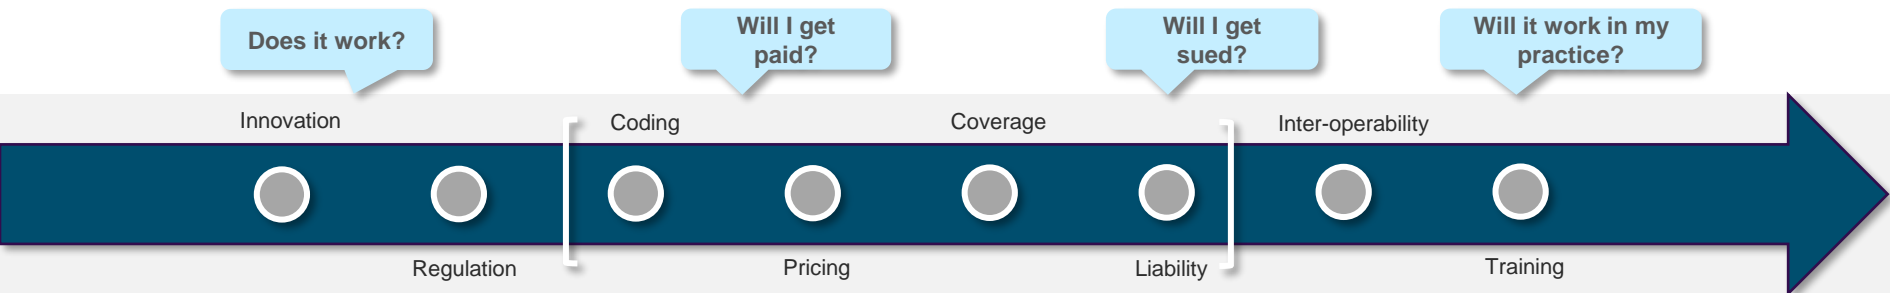 Does it work?
Will I get
paid?
Will I get
sued?
Will it work in my
practice?
Innovation
Coding
Coverage
Inter-operability
Regulation
Pricing
Liability
Training